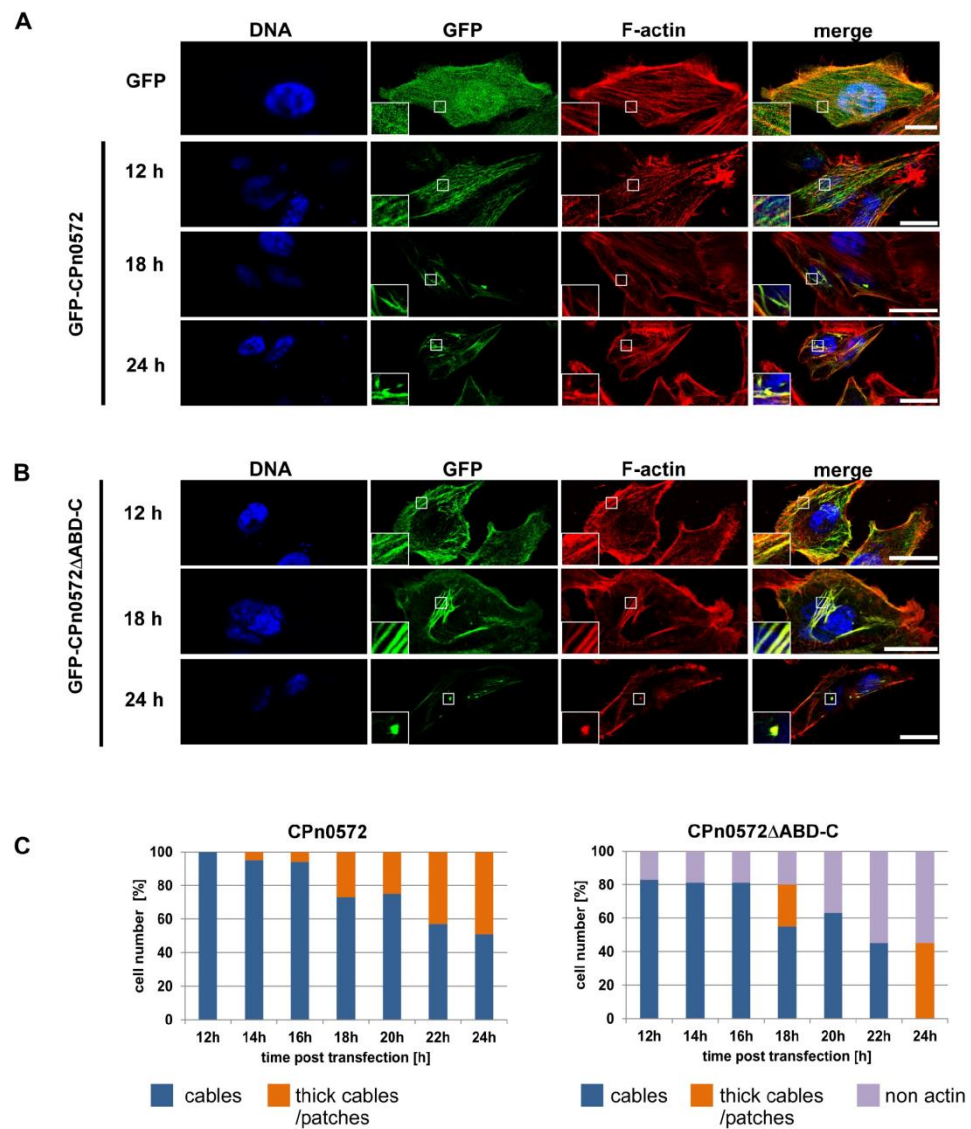 A
DNA GFP F-actin merge
GFP
GFP-CPn0572
12 h
18 h
24 h
B
DNA GFP F-actin merge
GFP-CPn0572ΔABD-C
12 h
18 h
24 h
C
CPn0572
cell number [%]
100
80
60
40
20
0
12h 14h 16h 18h 20h 22h 24h
time post transfection [h]
cables thick cables
/patches
CPn0572ΔABD-C
cell number [%]
100
80
60
40
20
0
12h 14h 16h 18h 20h 22h 24h
time post transfection [h]
cables thick cables non actin
/patches